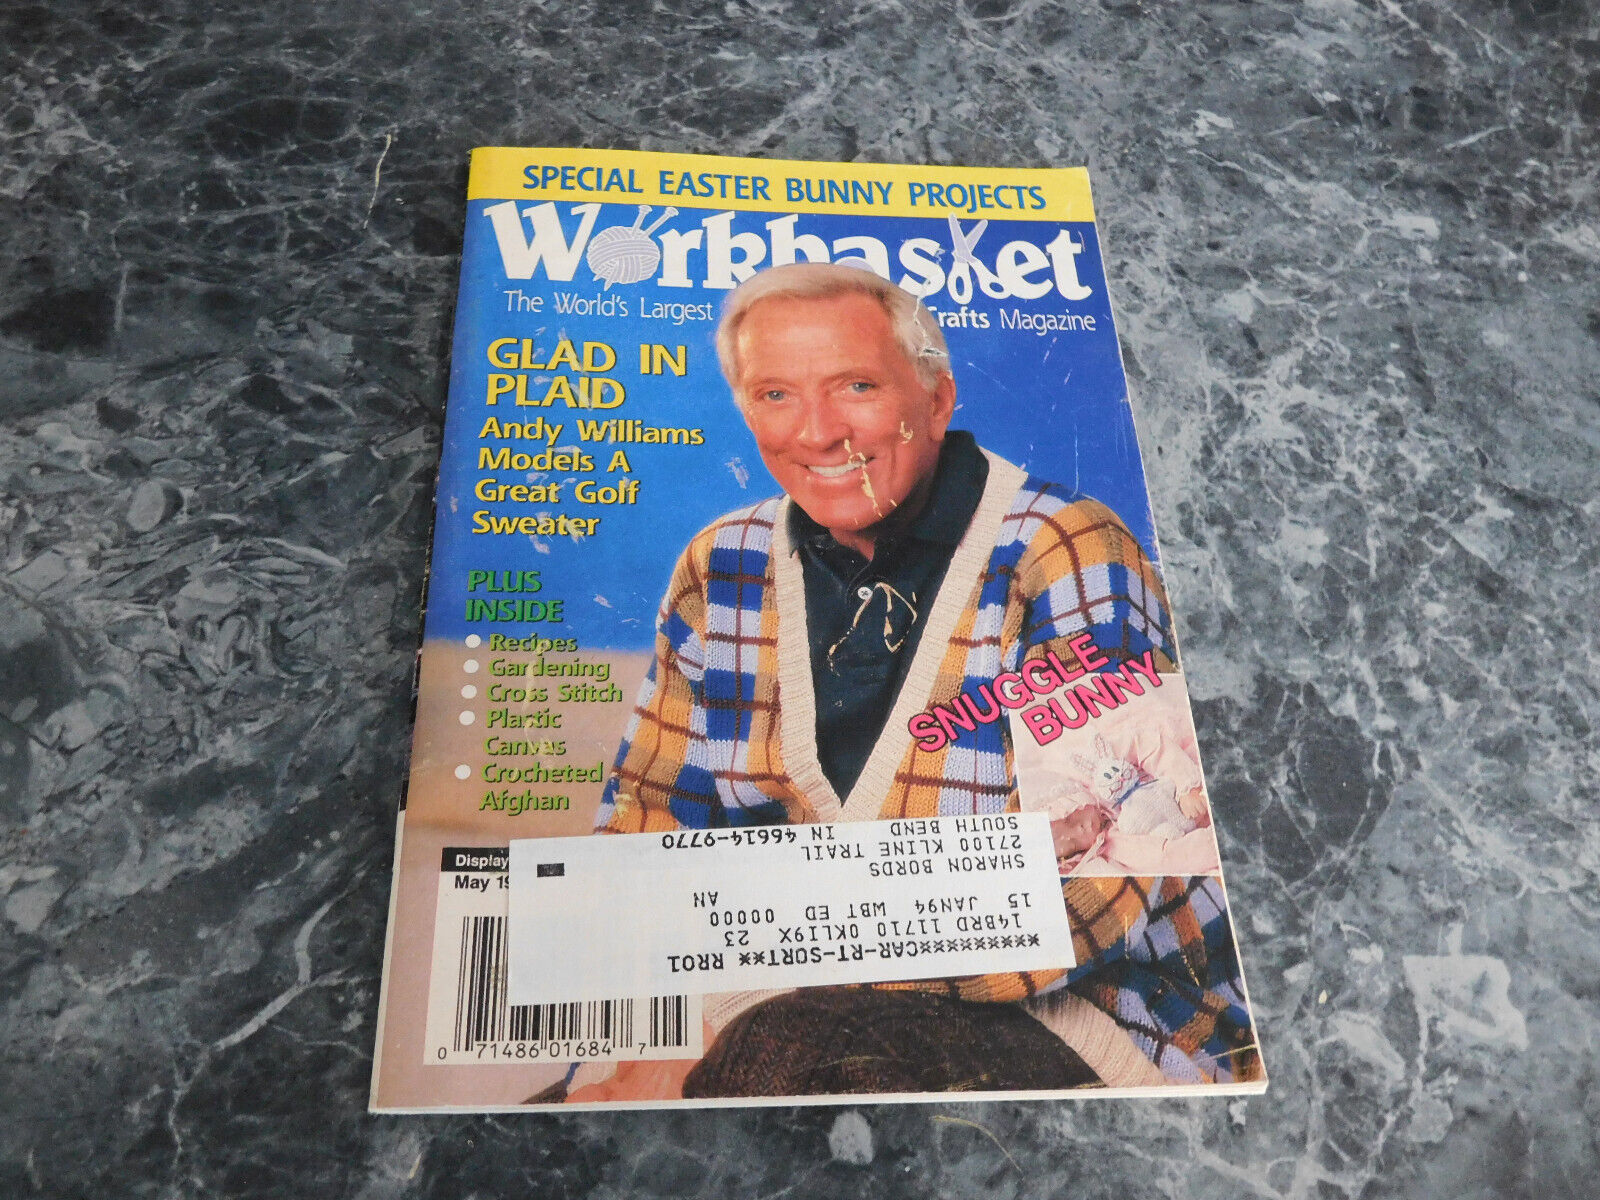 SPECIAL EASTER BUNNY PROJECTS
Workbasket
The World's Largest Crafts Magazine
GLAD IN
PLAID
Andy Williams
Models A
Great Golf
Sweater
PLUS
INSIDE
Recipes
Gardening
Cross Stitch
Plastic
Canvas
Crocheted
Afghan
SNUGGLE
BUNNY
Display
May 19
***********CAR-RT-SORT** RR01
14BRD 11710 0KLI9X 23
15 JAN94 WBT ED 00000
AN
SHARON BORDS
27100 KLINE TRAIL
SOUTH BEND IN 46614-9770
0 71486 01684 7